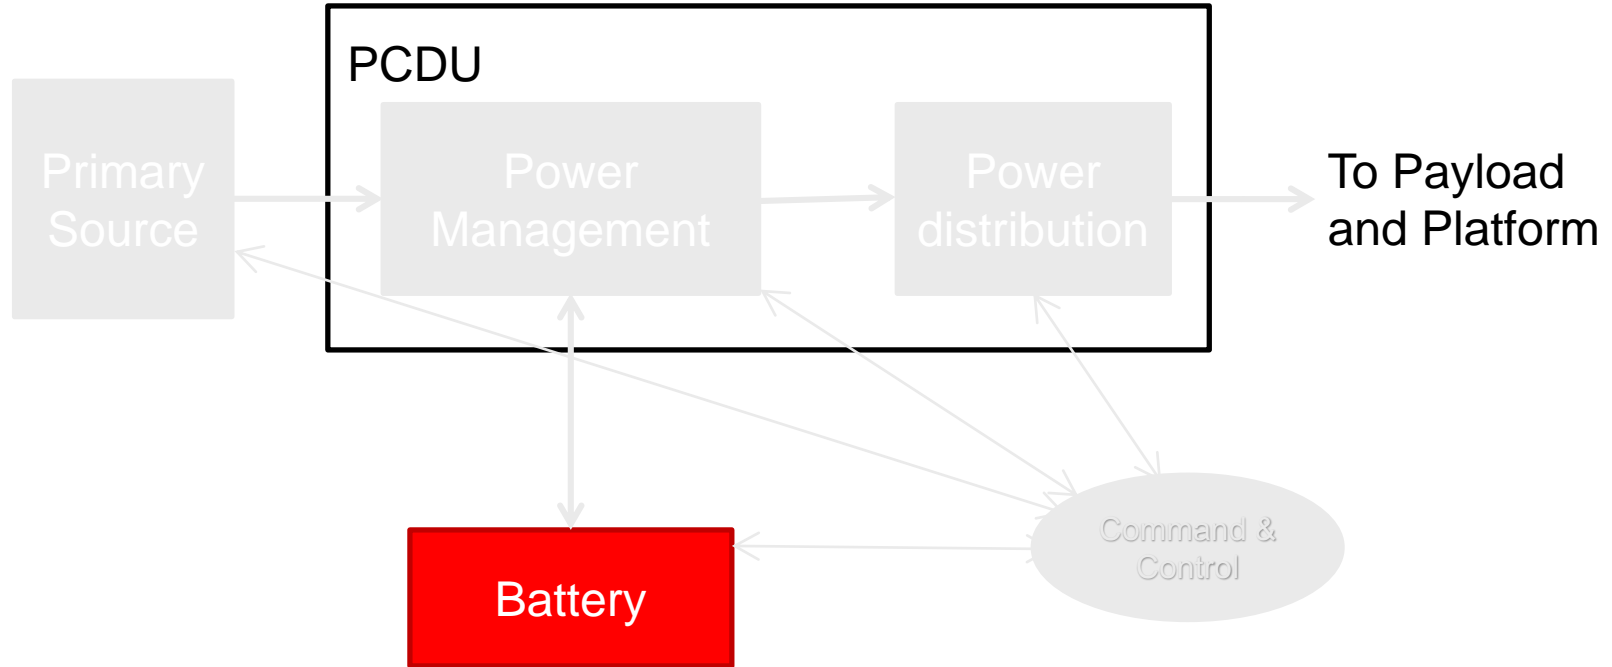 PCDU
Primary
Source
Power
Management
Power
distribution
To Payload
and Platform
Command &
Control
Battery